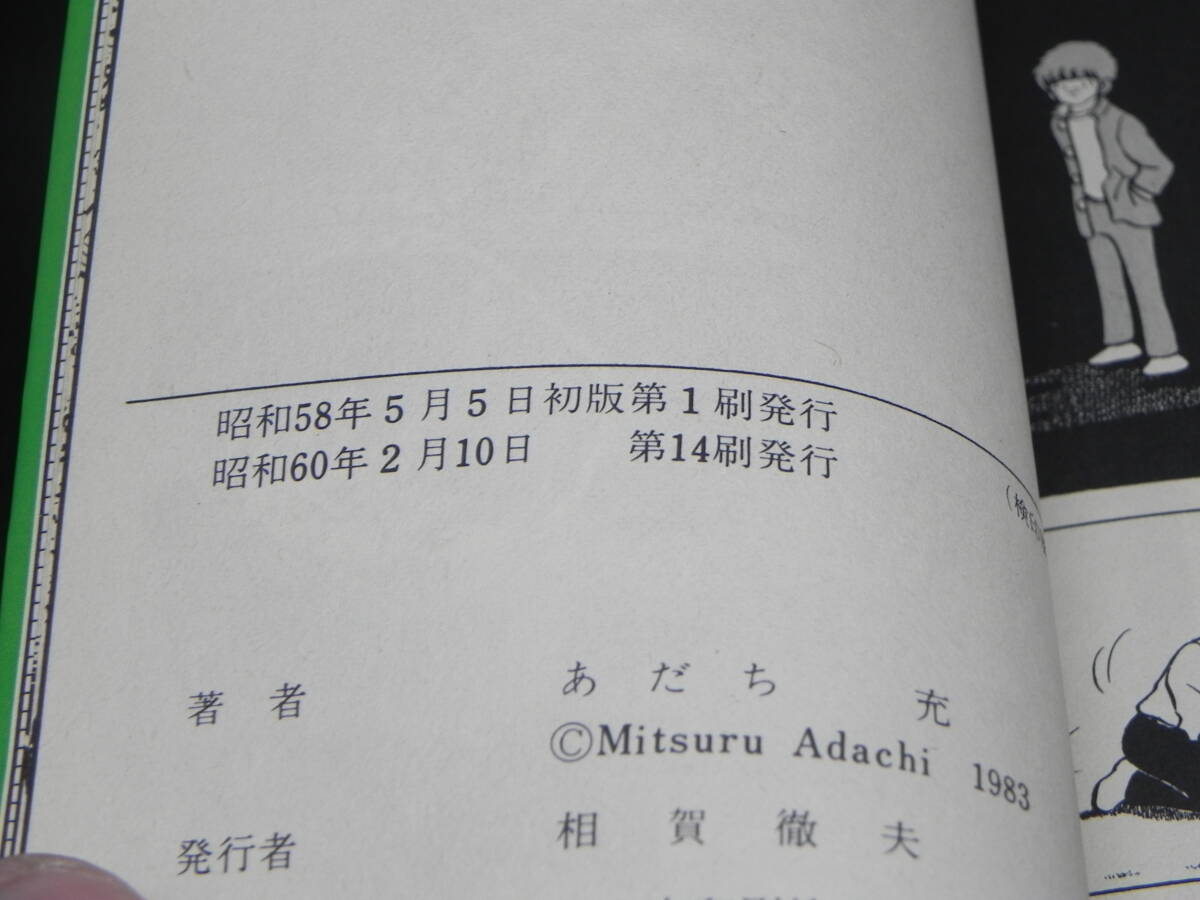 昭和58年5月5日初版第1刷発行
昭和60年2月10日 第14刷発行
(検印
著者 あだち 充
©Mitsuru Adachi 1983
発行者 相賀徹夫